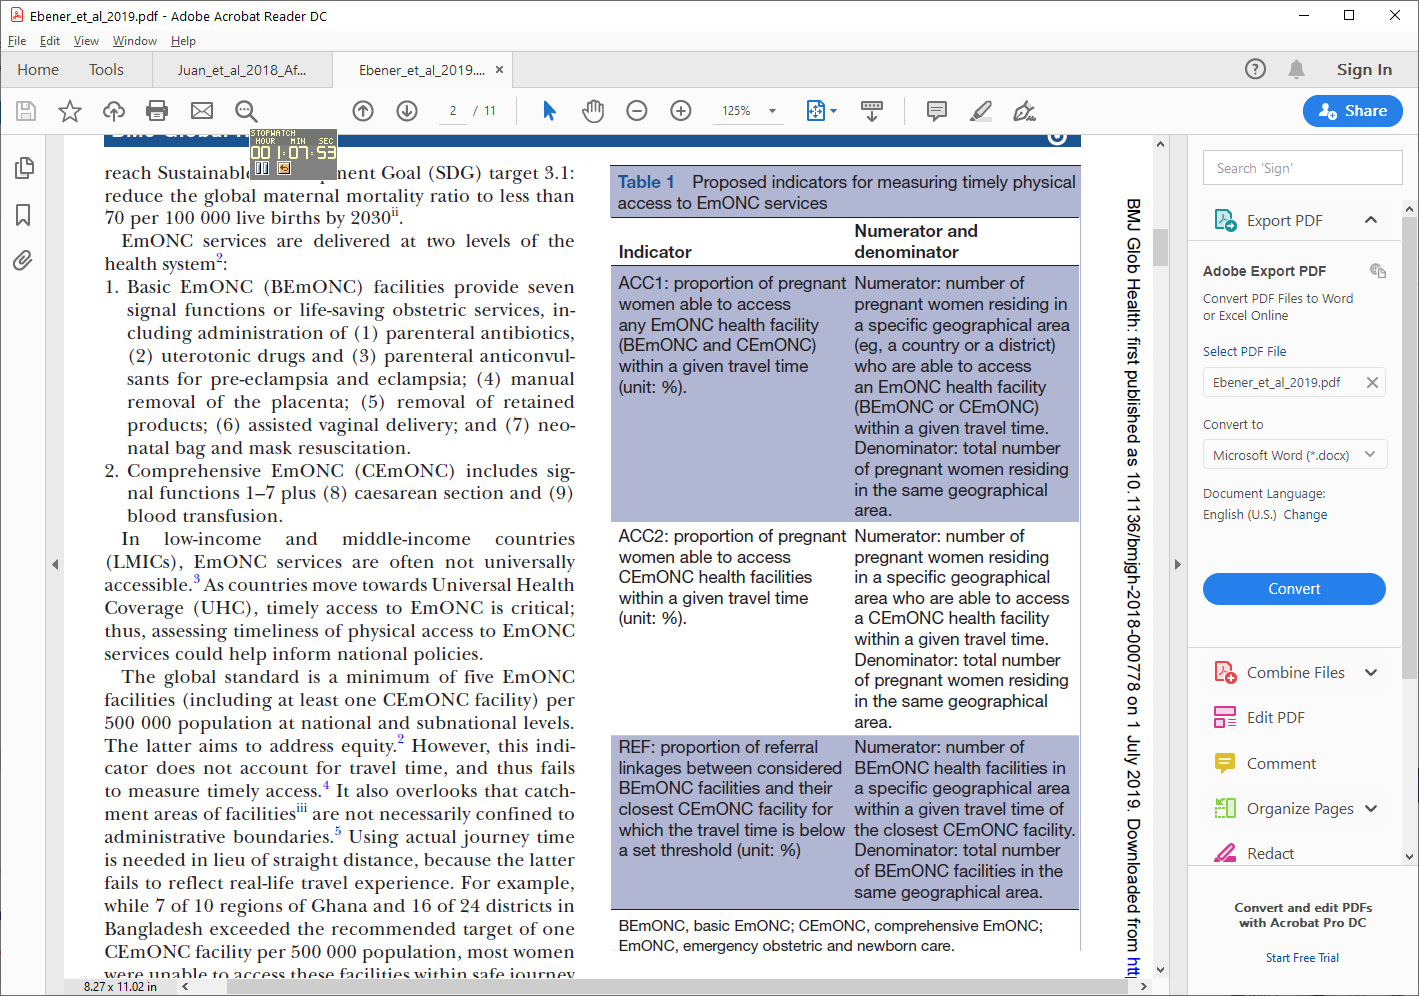 Ebener_et_al_2019.pdf - Adobe Acrobat Reader DC
File Edit View Window Help
Home Tools Juan_et_al_2018_Af... Ebener_et_al_2019.... × Sign In
2 / 11 125% Share
STOPWATCH
HOUR MIN SEC
001:07:53
reach Sustainable
nent Goal (SDG) target 3.1:
reduce the global maternal mortality ratio to less than
70 per 100 000 live births by 2030ii.
EmONC services are delivered at two levels of the
health system2:
1. Basic EmONC (BEmONC) facilities provide seven
signal functions or life-saving obstetric services, in-
cluding administration of (1) parenteral antibiotics,
(2) uterotonic drugs and (3) parenteral anticonvul-
sants for pre-eclampsia and eclampsia; (4) manual
removal of the placenta; (5) removal of retained
products; (6) assisted vaginal delivery; and (7) neo-
natal bag and mask resuscitation.
2. Comprehensive EmONC (CEmONC) includes sig-
nal functions 1–7 plus (8) caesarean section and (9)
blood transfusion.
In low-income and middle-income countries
(LMICs), EmONC services are often not universally
accessible.3 As countries move towards Universal Health
Coverage (UHC), timely access to EmONC is critical;
thus, assessing timeliness of physical access to EmONC
services could help inform national policies.
The global standard is a minimum of five EmONC
facilities (including at least one CEmONC facility) per
500 000 population at national and subnational levels.
The latter aims to address equity.2 However, this indi-
cator does not account for travel time, and thus fails
to measure timely access.4 It also overlooks that catch-
ment areas of facilitiesiii are not necessarily confined to
administrative boundaries.5 Using actual journey time
is needed in lieu of straight distance, because the latter
fails to reflect real-life travel experience. For example,
while 7 of 10 regions of Ghana and 16 of 24 districts in
Bangladesh exceeded the recommended target of one
CEmONC facility per 500 000 population, most women
were unable to access these facilities within safe journey
Table 1 Proposed indicators for measuring timely physical
access to EmONC services
Indicator
Numerator and
denominator
ACC1: proportion of pregnant
women able to access
any EmONC health facility
(BEmONC and CEmONC)
within a given travel time
(unit: %).
Numerator: number of
pregnant women residing in
a specific geographical area
(eg, a country or a district)
who are able to access
an EmONC health facility
(BEmONC or CEmONC)
within a given travel time.
Denominator: total number
of pregnant women residing
in the same geographical
area.
ACC2: proportion of pregnant
women able to access
CEmONC health facilities
within a given travel time
(unit: %).
Numerator: number of
pregnant women residing
in a specific geographical
area who are able to access
a CEmONC health facility
within a given travel time.
Denominator: total number
of pregnant women residing
in the same geographical
area.
REF: proportion of referral
linkages between considered
BEmONC facilities and their
closest CEmONC facility for
which the travel time is below
a set threshold (unit: %)
Numerator: number of
BEmONC health facilities in
a specific geographical area
within a given travel time of
the closest CEmONC facility.
Denominator: total number
of BEmONC facilities in the
same geographical area.
BEmONC, basic EmONC; CEmONC, comprehensive EmONC;
EmONC, emergency obstetric and newborn care.
BMJ Glob Health: first published as 10.1136/bmjgh-2018-000778 on 1 July 2019. Downloaded from htt
8.27 x 11.02 in
Search 'Sign'
Export PDF
Adobe Export PDF
Convert PDF Files to Word
or Excel Online
Select PDF File
Ebener_et_al_2019.pdf
Convert to
Microsoft Word (*.docx)
Document Language:
English (U.S.) Change
Convert
Combine Files
Edit PDF
Comment
Organize Pages
Redact
Convert and edit PDFs
with Acrobat Pro DC
Start Free Trial